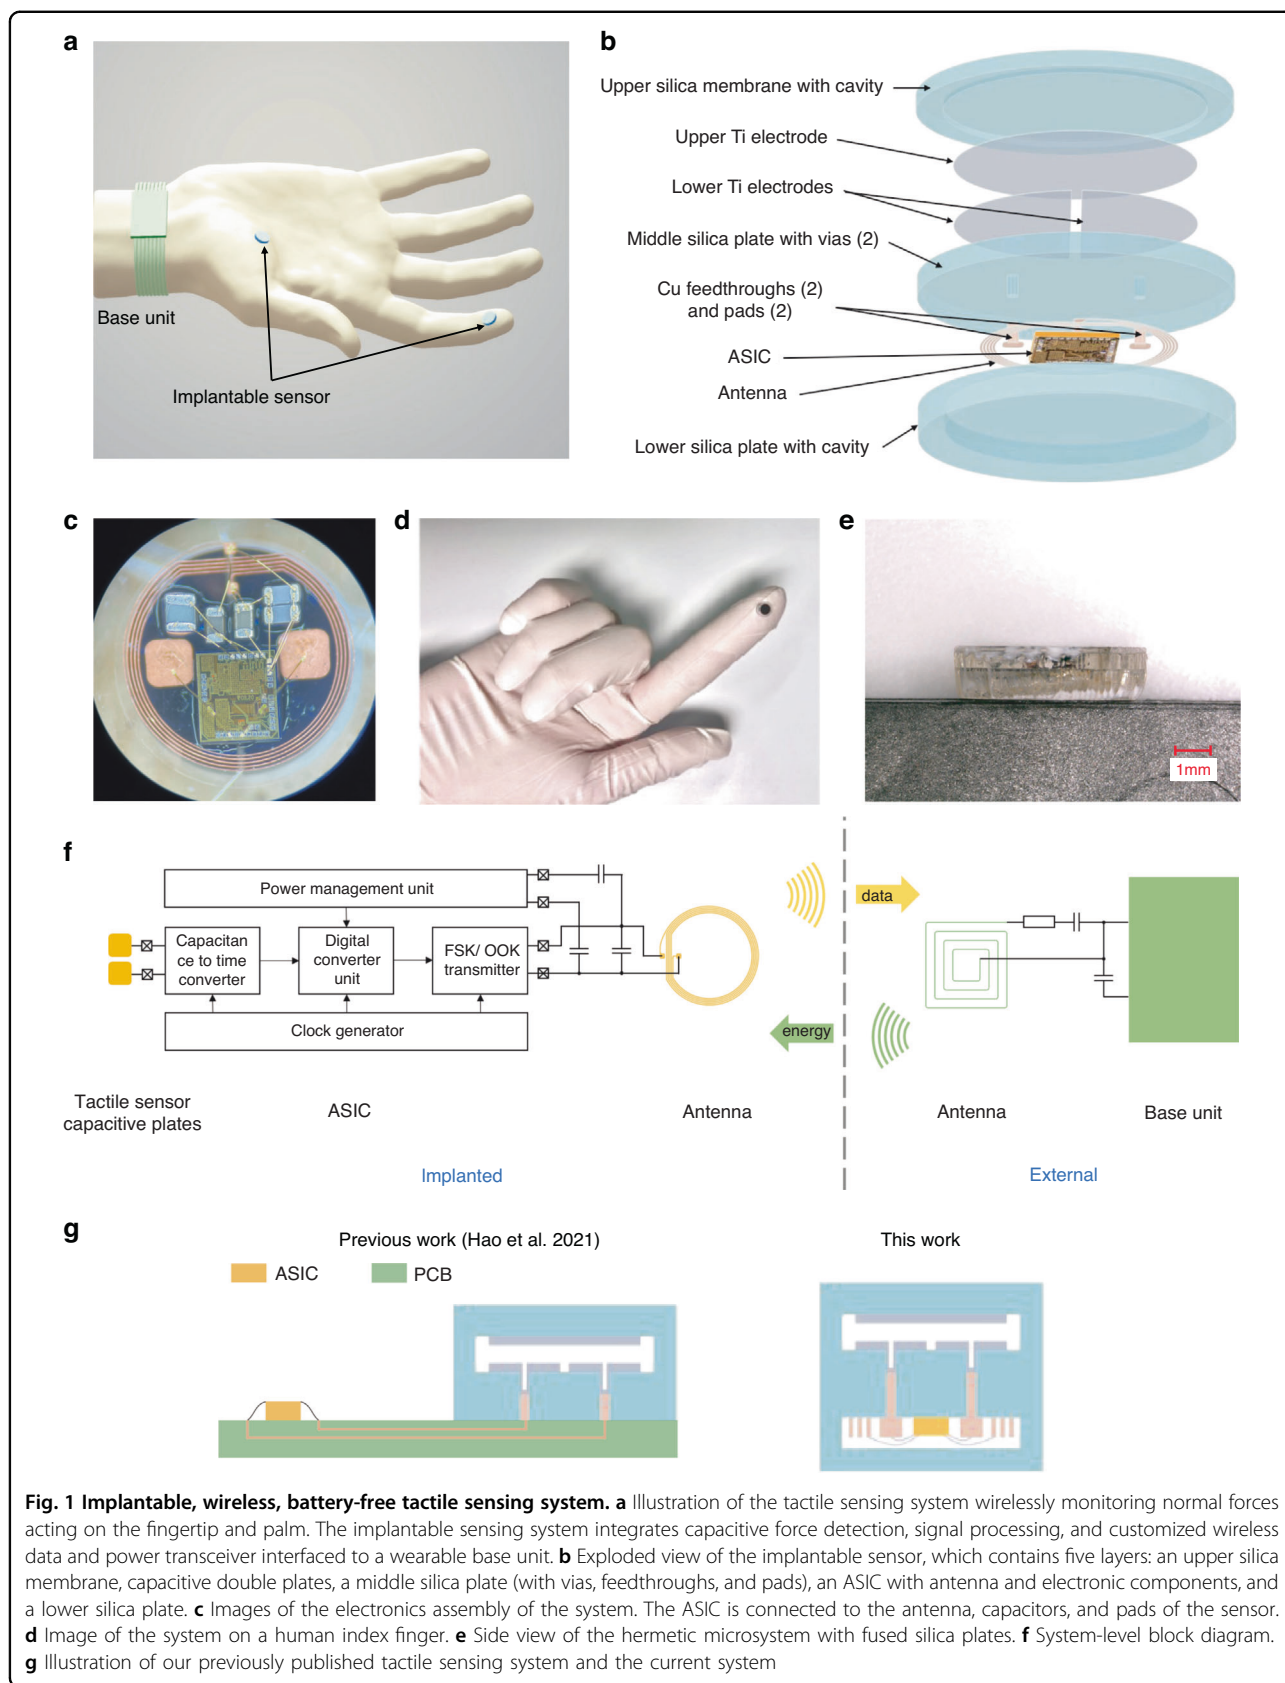 a
Base unit
Implantable sensor
b
Upper silica membrane with cavity
Upper Ti electrode
Lower Ti electrodes
Middle silica plate with vias (2)
Cu feedthroughs (2)
and pads (2)
ASIC
Antenna
Lower silica plate with cavity
c
d
e
1mm
f
Power management unit
Capacitan
ce to time
converter
Digital
converter
unit
FSK/ OOK
transmitter
Clock generator
data
energy
Tactile sensor
capacitive plates
ASIC
Antenna
Antenna
Base unit
Implanted
External
g
Previous work (Hao et al. 2021)
This work
ASIC
PCB
Fig. 1 Implantable, wireless, battery-free tactile sensing system. a Illustration of the tactile sensing system wirelessly monitoring normal forces
acting on the fingertip and palm. The implantable sensing system integrates capacitive force detection, signal processing, and customized wireless
data and power transceiver interfaced to a wearable base unit. b Exploded view of the implantable sensor, which contains five layers: an upper silica
membrane, capacitive double plates, a middle silica plate (with vias, feedthroughs, and pads), an ASIC with antenna and electronic components, and
a lower silica plate. c Images of the electronics assembly of the system. The ASIC is connected to the antenna, capacitors, and pads of the sensor.
d Image of the system on a human index finger. e Side view of the hermetic microsystem with fused silica plates. f System-level block diagram.
g Illustration of our previously published tactile sensing system and the current system